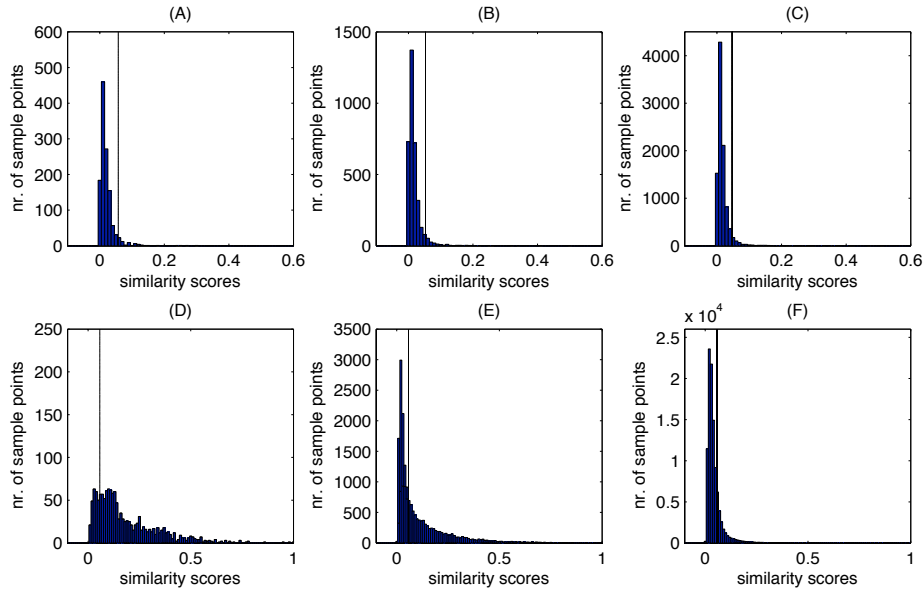 (A)
600
500
400
300
200
100
0
nr. of sample points
0 0.2 0.4 0.6
similarity scores
(B)
1500
1000
500
0
nr. of sample points
0 0.2 0.4 0.6
similarity scores
(C)
4000
3000
2000
1000
0
nr. of sample points
0 0.2 0.4 0.6
similarity scores
(D)
250
200
150
100
50
0
nr. of sample points
0 0.5 1
similarity scores
(E)
3500
3000
2500
2000
1500
1000
500
0
nr. of sample points
0 0.5 1
similarity scores
(F)
x 10^4
2.5
2
1.5
1
0.5
0
nr. of sample points
0 0.5 1
similarity scores